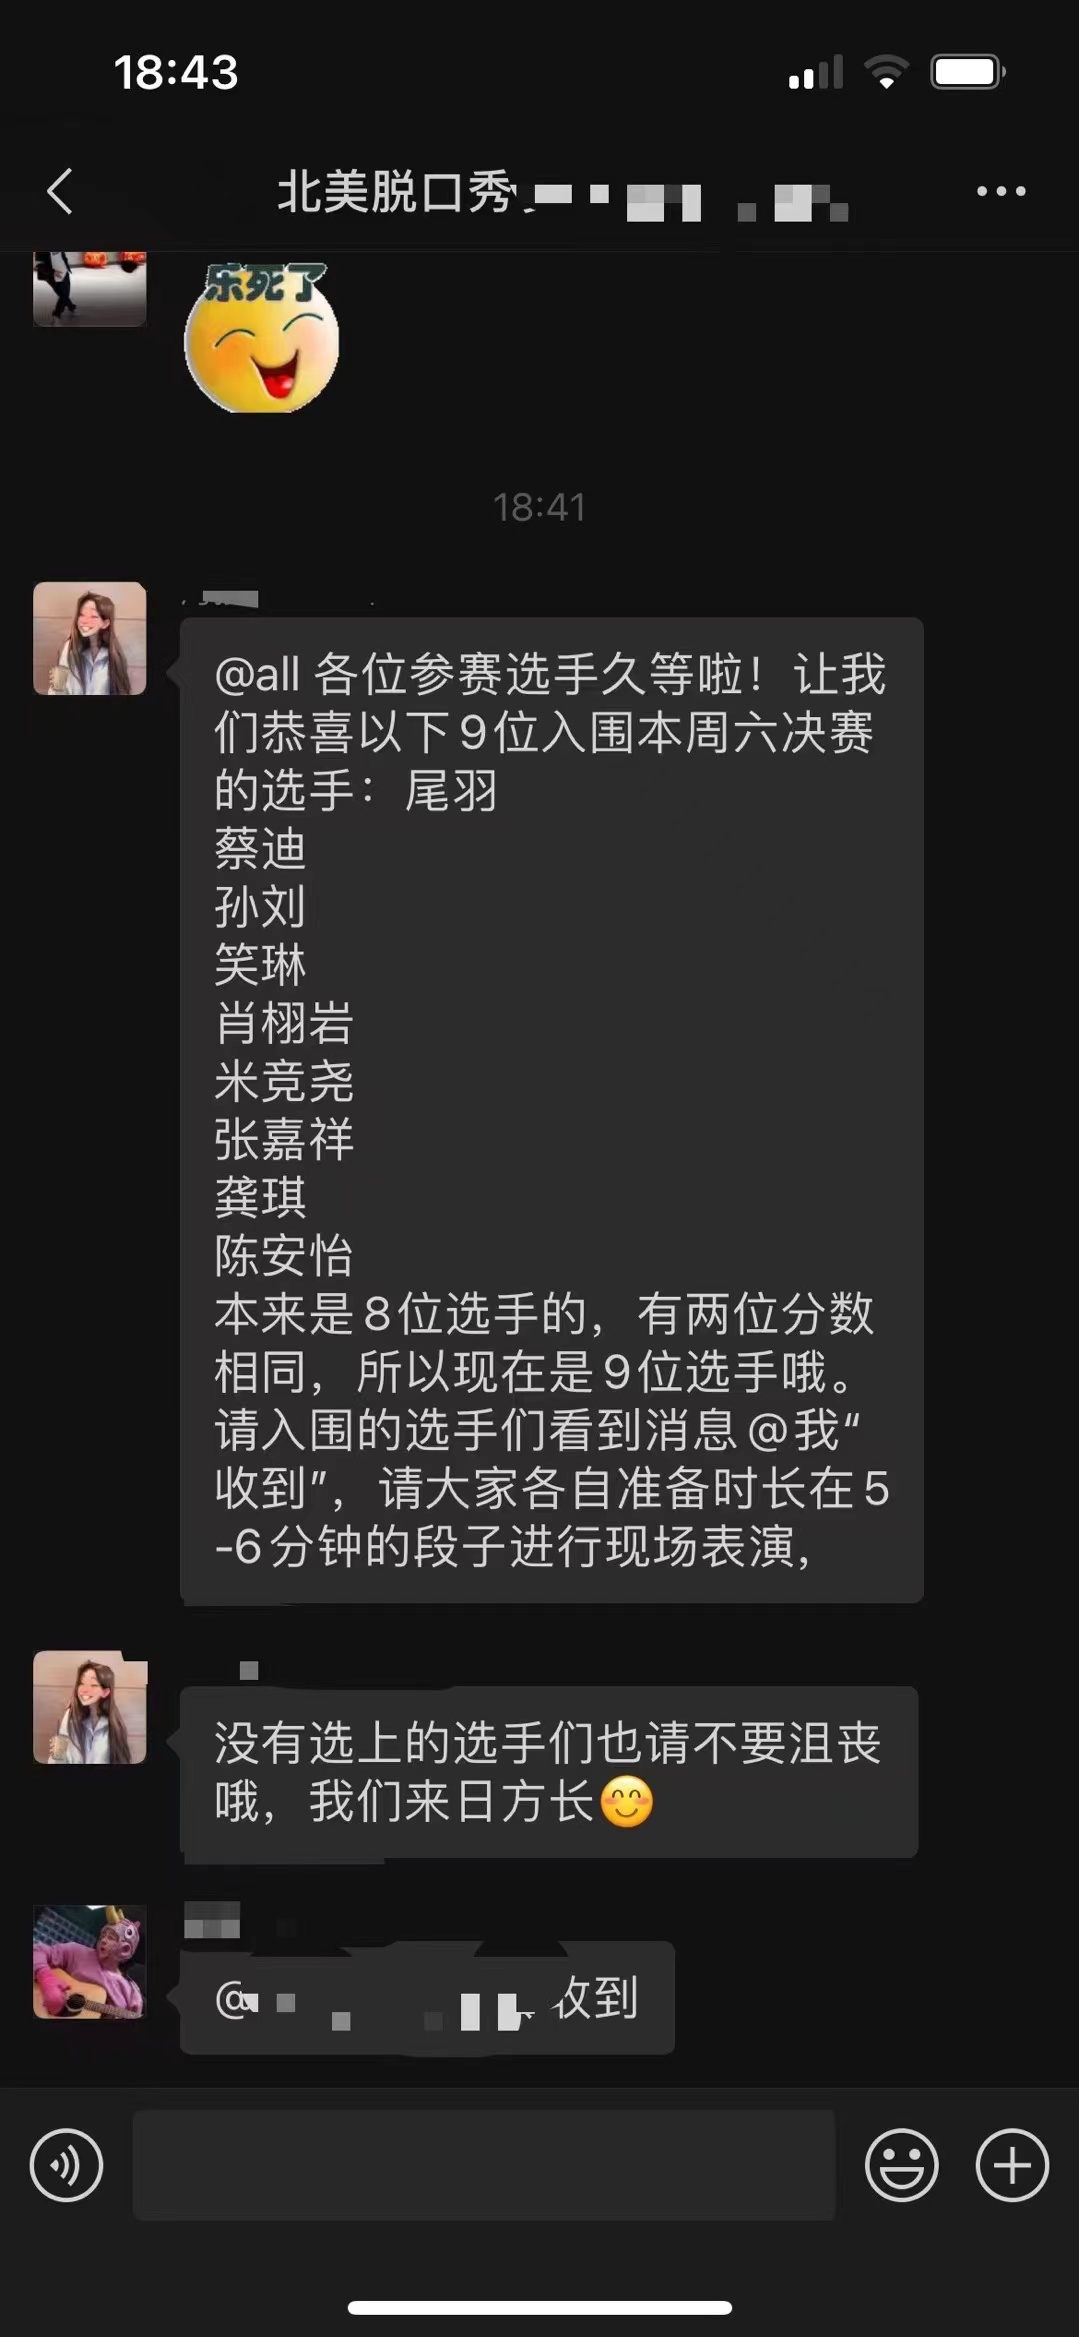 18:43
北美脱口秀
乐死了
18:41
@all 各位参赛选手久等啦！让我
们恭喜以下9位入围本周六决赛
的选手：尾羽
蔡迪
孙刘
笑琳
肖栩岩
米竞尧
张嘉祥
龚琪
陈安怡
本来是8位选手的，有两位分数
相同，所以现在是9位选手哦。
请入围的选手们看到消息@我“
收到”，请大家各自准备时长在5
-6分钟的段子进行现场表演，
没有选上的选手们也请不要沮丧
哦，我们来日方长😊
@ 收到